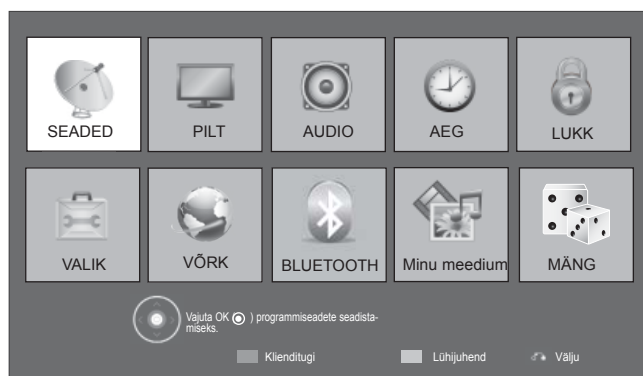 SEADED PILT AUDIO AEG LUKK
VALIK VÕRK BLUETOOTH Minu meedium MÄNG
Vajuta OK ( ) programmiseadete seadista-
miseks.
Klienditugi Lühijuhend Välju